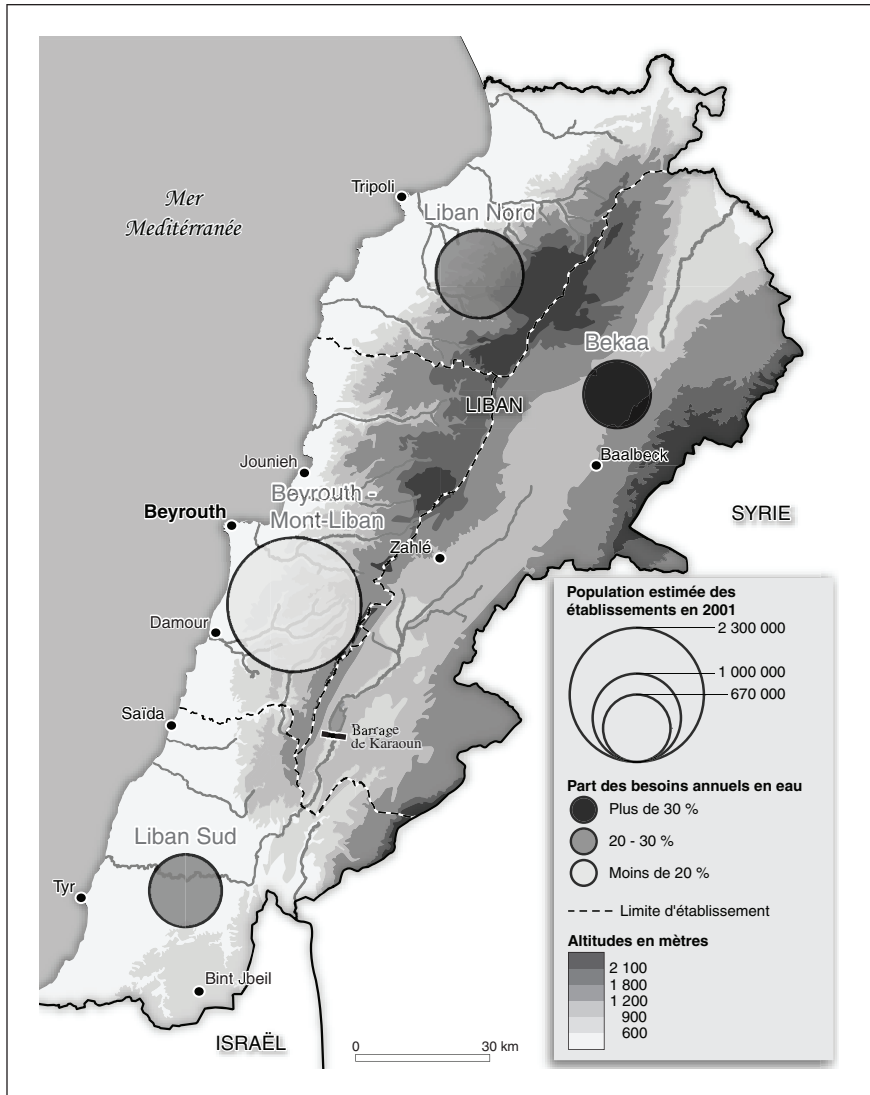 Mer
Meditérranée
Tripoli
Liban Nord
Bekaa
LIBAN
Baalbeck
Jounieh
Beyrouth -
Mont-Liban
Beyrouth
SYRIE
Zahlé
Damour
Saïda
Barrage
de Karaoun
Liban Sud
Tyr
Bint Jbeil
ISRAËL
0 30 km
Population estimée des
établissements en 2001
2 300 000
1 000 000
670 000
Part des besoins annuels en eau
Plus de 30 %
20 - 30 %
Moins de 20 %
Limite d'établissement
Altitudes en mètres
2 100
1 800
1 200
900
600